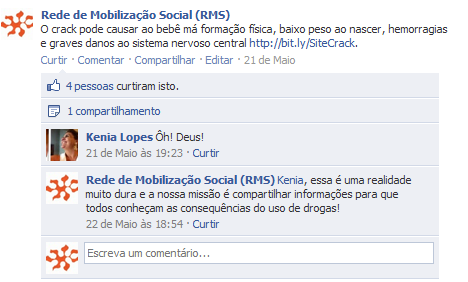 Rede de Mobilização Social (RMS)
O crack pode causar ao bebê má formação física, baixo peso ao nascer, hemorragias
e graves danos ao sistema nervoso central http://bit.ly/SiteCrack.
Curtir · Comentar · Compartilhar · Editar · 21 de Maio
4 pessoas curtiram isto.
1 compartilhamento
Kenia Lopes Ôh! Deus!
21 de Maio às 19:23 · Curtir
Rede de Mobilização Social (RMS) Kenia, essa é uma realidade
muito dura e a nossa missão é compartilhar informações para que
todos conheçam as consequências do uso de drogas!
22 de Maio às 18:54 · Curtir
Escreva um comentário...